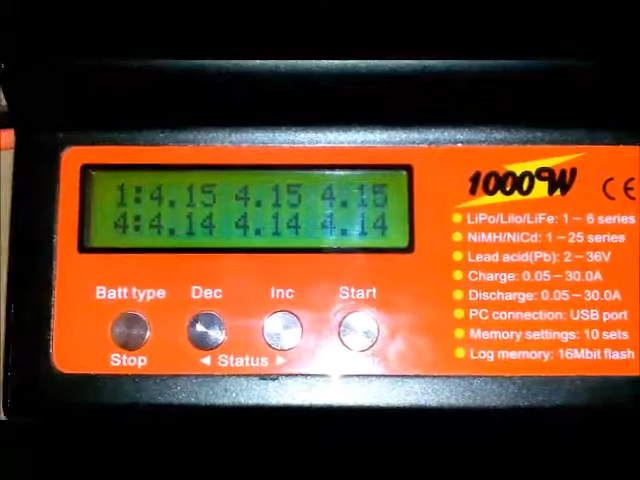 1:4.15 4.15 4.15
4:4.14 4.14 4.14
Batt type Dec Inc Start
Stop ◄ Status ►
1000W CE
LiPo/LiIo/LiFe: 1-6 series
NiMH/NiCd: 1-25 series
Lead acid(Pb): 2-36V
Charge: 0.05-30.0A
Discharge: 0.05-30.0A
PC connection: USB port
Memory settings: 10 sets
Log memory: 16Mbit flash